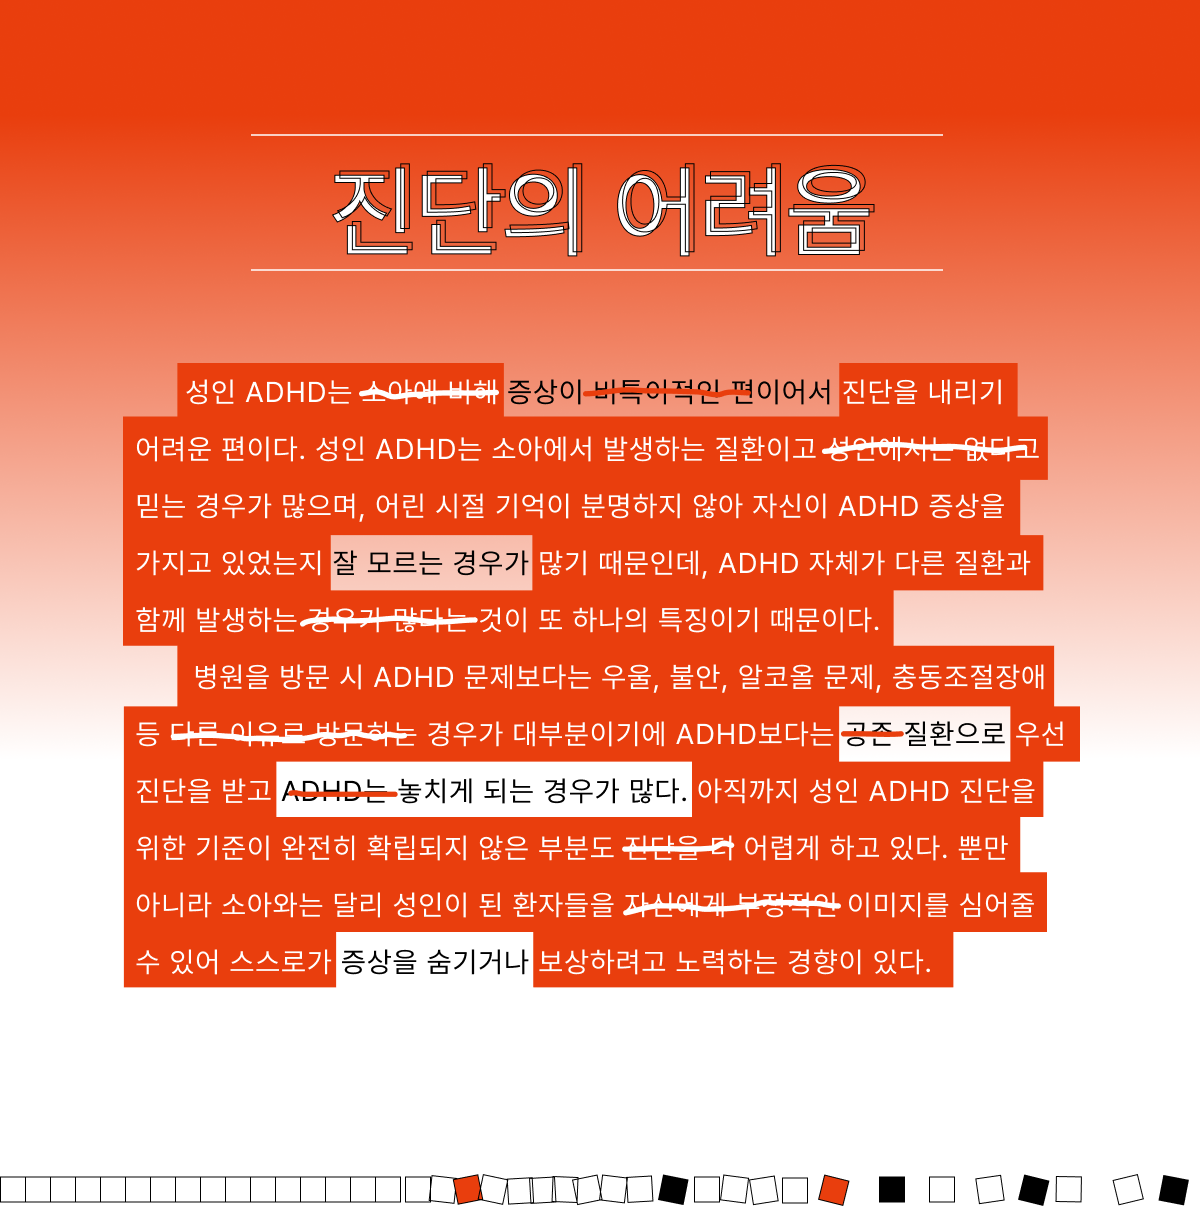 진단의 어려움
성인 ADHD는 소아에 비해 증상이 비특이적인 편이어서 진단을 내리기
어려운 편이다. 성인 ADHD는 소아에서 발생하는 질환이고 성인에서는 없다고
믿는 경우가 많으며, 어린 시절 기억이 분명하지 않아 자신이 ADHD 증상을
가지고 있었는지 잘 모르는 경우가 많기 때문인데, ADHD 자체가 다른 질환과
함께 발생하는 경우가 많다는 것이 또 하나의 특징이기 때문이다.
병원을 방문 시 ADHD 문제보다는 우울, 불안, 알코올 문제, 충동조절장애
등 다른 이유로 방문하는 경우가 대부분이기에 ADHD보다는 공존 질환으로 우선
진단을 받고 ADHD는 놓치게 되는 경우가 많다. 아직까지 성인 ADHD 진단을
위한 기준이 완전히 확립되지 않은 부분도 진단을 더 어렵게 하고 있다. 뿐만
아니라 소아와는 달리 성인이 된 환자들을 자신에게 부정적인 이미지를 심어줄
수 있어 스스로가 증상을 숨기거나 보상하려고 노력하는 경향이 있다.